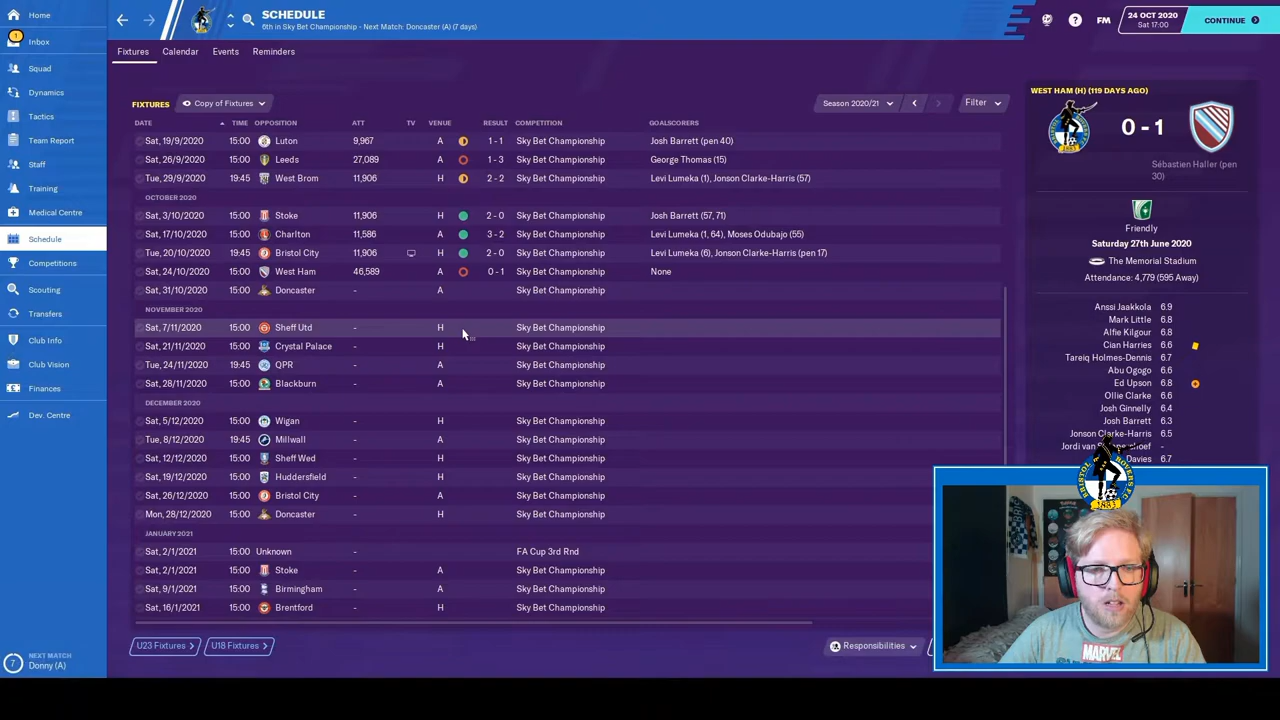 Home
1
Inbox
Squad
Dynamics
Tactics
Team Report
Staff
Training
Medical Centre
Schedule
Competitions
Scouting
Transfers
Club Info
Club Vision
Finances
Dev. Centre
7
NEXT MATCH
Donny (A)
SCHEDULE
6th in Sky Bet Championship - Next Match: Doncaster (A) (7 days)
FM
24 OCT 2020
Sat 17:00
CONTINUE
Fixtures Calendar Events Reminders
FIXTURES Copy of Fixtures Season 2020/21 Filter
DATE TIME OPPOSITION ATT TV VENUE RESULT COMPETITION GOALSCORERS
Sat, 19/9/2020 15:00 Luton 9,967 A 1 - 1 Sky Bet Championship Josh Barrett (pen 40)
Sat, 26/9/2020 15:00 Leeds 27,089 A 1 - 3 Sky Bet Championship George Thomas (15)
Tue, 29/9/2020 19:45 West Brom 11,906 H 2 - 2 Sky Bet Championship Levi Lumeka (1), Jonson Clarke-Harris (57)
OCTOBER 2020
Sat, 3/10/2020 15:00 Stoke 11,906 H 2 - 0 Sky Bet Championship Josh Barrett (57, 71)
Sat, 17/10/2020 15:00 Charlton 11,586 A 3 - 2 Sky Bet Championship Levi Lumeka (1, 64), Moses Odubajo (55)
Tue, 20/10/2020 19:45 Bristol City 11,906 H 2 - 0 Sky Bet Championship Levi Lumeka (6), Jonson Clarke-Harris (pen 17)
Sat, 24/10/2020 15:00 West Ham 46,589 A 0 - 1 Sky Bet Championship None
Sat, 31/10/2020 15:00 Doncaster - A Sky Bet Championship
NOVEMBER 2020
Sat, 7/11/2020 15:00 Sheff Utd - H Sky Bet Championship
Sat, 21/11/2020 15:00 Crystal Palace - H Sky Bet Championship
Tue, 24/11/2020 19:45 QPR - A Sky Bet Championship
Sat, 28/11/2020 15:00 Blackburn - A Sky Bet Championship
DECEMBER 2020
Sat, 5/12/2020 15:00 Wigan - H Sky Bet Championship
Tue, 8/12/2020 19:45 Millwall - A Sky Bet Championship
Sat, 12/12/2020 15:00 Sheff Wed - H Sky Bet Championship
Sat, 19/12/2020 15:00 Huddersfield - H Sky Bet Championship
Sat, 26/12/2020 15:00 Bristol City - A Sky Bet Championship
Mon, 28/12/2020 15:00 Doncaster - H Sky Bet Championship
JANUARY 2021
Sat, 2/1/2021 15:00 Unknown - FA Cup 3rd Rnd
Sat, 2/1/2021 15:00 Stoke - A Sky Bet Championship
Sat, 9/1/2021 15:00 Birmingham - A Sky Bet Championship
Sat, 16/1/2021 15:00 Brentford - H Sky Bet Championship
U23 Fixtures U18 Fixtures Responsibilities
WEST HAM (H) (119 DAYS AGO)
0 - 1
Sébastien Haller (pen
30)
Friendly
Saturday 27th June 2020
The Memorial Stadium
Attendance: 4,779 (595 Away)
Anssi Jaakkola 6.9
Mark Little 6.8
Alfie Kilgour 6.8
Cian Harries 6.6
Tareiq Holmes-Dennis 6.7
Abu Ogogo 6.6
Ed Upson 6.8
Ollie Clarke 6.6
Josh Ginnelly 6.4
Josh Barrett 6.3
Jonson Clarke-Harris 6.5
Jordi van -
Davies 6.7
BRISTOL ROVERS FC
1883
MARVEL